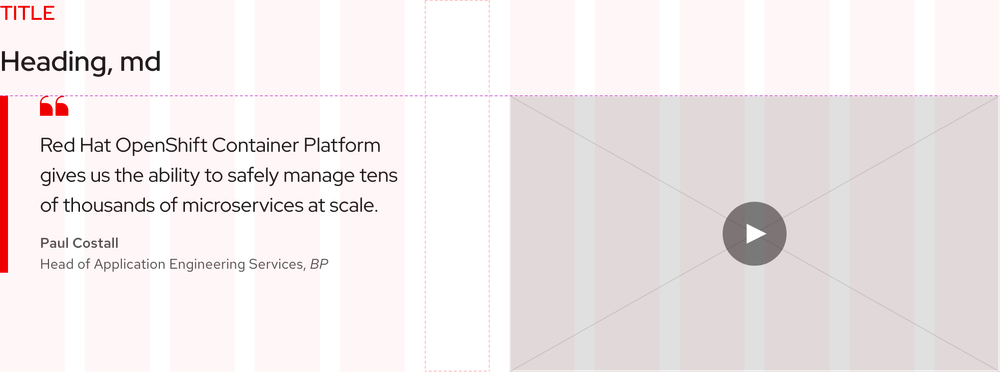 TITLE
Heading, md
Red Hat OpenShift Container Platform
gives us the ability to safely manage tens
of thousands of microservices at scale.
Paul Costall
Head of Application Engineering Services, BP